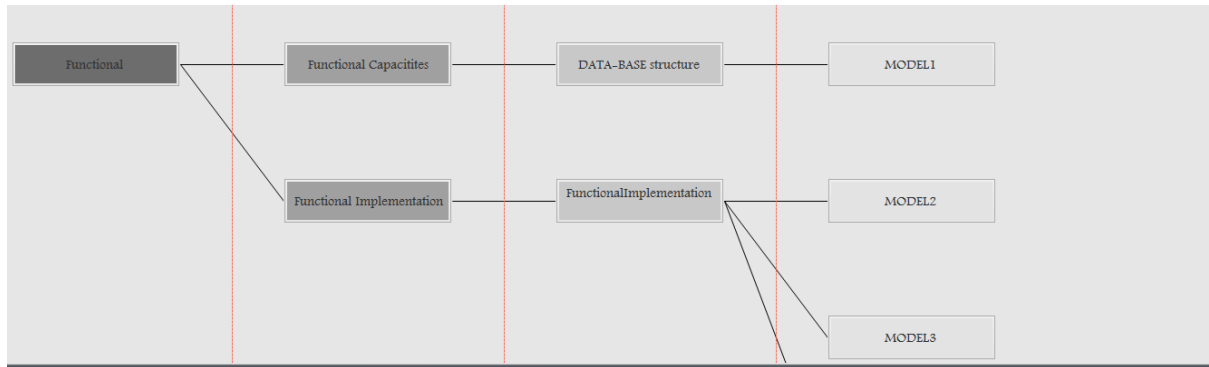 Functional
Functional Capacitites
DATA-BASE structure
MODEL1
Functional Implementation
FunctionalImplementation
MODEL2
MODEL3